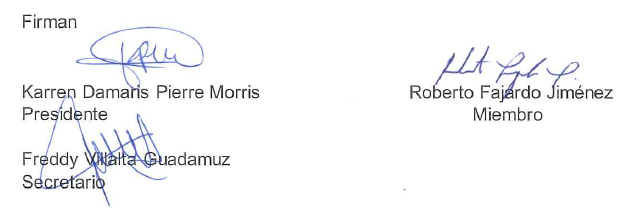 Firman
Karren Damaris Pierre Morris
Presidente
Roberto Fajardo Jiménez
Miembro
Freddy Villalta Guadamuz
Secretario